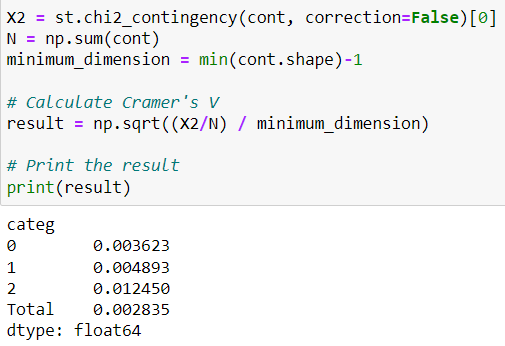 X2 = st.chi2_contingency(cont, correction=False)[0]
N = np.sum(cont)
minimum_dimension = min(cont.shape)-1

# Calculate Cramer's V
result = np.sqrt((X2/N) / minimum_dimension)

# Print the result
print(result)

categ
0        0.003623
1        0.004893
2        0.012450
Total    0.002835
dtype: float64